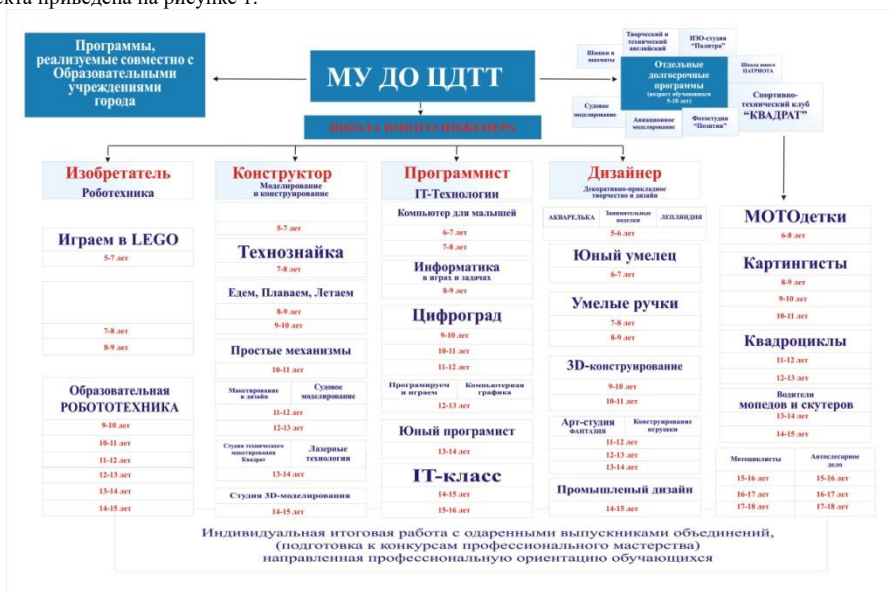 екта приведена на рисунке 1.
Программы,
реализуемые совместно с
Образовательными
учреждениями
города
МУ ДО ЦДТТ
ШКОЛА ЮНОГО ИНЖЕНЕРА
Творческий и
технический
английский
ИЗО-студия
"Палитра"
Шашки и
шахматы
Отдельные
долгосрочные
программы
(возраст обучающихся
5-18 лет)
Школа юного
ПАТРИОТА
Судовое
моделирование
Авиационное
моделирование
Фотостудия
"Позитив"
Спортивно-
технический клуб
"КВАДРАТ"
Изобретатель
Роботехника
Играем в LEGO
5-7 лет
7-8 лет
8-9 лет
Образовательная
РОБОТОТЕХНИКА
9-10 лет
10-11 лет
11-12 лет
12-13 лет
13-14 лет
14-15 лет
Конструктор
Моделирование
и конструирование
5-7 лет
Технознайка
7-8 лет
Едем, Плаваем, Летаем
8-9 лет
9-10 лет
Простые механизмы
10-11 лет
Макетирование
и дизайн
Судовое
моделирование
11-12 лет
12-13 лет
Студия технического
макетирования
Квадрат
Лазерные
технологии
13-14 лет
Студия 3D-моделирования
14-15 лет
Программист
IT-Технологии
Компьютер для малышей
6-7 лет
7-8 лет
Информатика
в играх и задачах
8-9 лет
Цифроград
9-10 лет
10-11 лет
11-12 лет
Програмируем
и играем
Компьютерная
графика
12-13 лет
Юный програмист
13-14 лет
IT-класс
14-15 лет
15-16 лет
Дизайнер
Декоративно-прикладное
творчество и дизайн
АКВАРЕЛЬКА
Занимательные
поделки
ЛЕПЛЯНДИЯ
5-6 лет
Юный умелец
6-7 лет
Умелые ручки
7-8 лет
8-9 лет
3D-конструирование
9-10 лет
10-11 лет
Арт-студия
ФАНТАЗИЯ
Конструирование
игрушки
11-12 лет
12-13 лет
13-14 лет
Промышленый дизайн
14-15 лет
МОТОдетки
6-8 лет
Картингисты
8-9 лет
9-10 лет
10-11 лет
Квадроциклы
11-12 лет
12-13 лет
Водители
мопедов и скутеров
13-14 лет
14-15 лет
Мотоциклисты
Автослесарное
дело
15-16 лет
15-16 лет
16-17 лет
16-17 лет
17-18 лет
17-18 лет
Индивидуальная итоговая работа с одаренными выпускниками объединений,
(подготовка к конкурсам профессионального мастерства)
направленная профессиональную ориентацию обучающихся